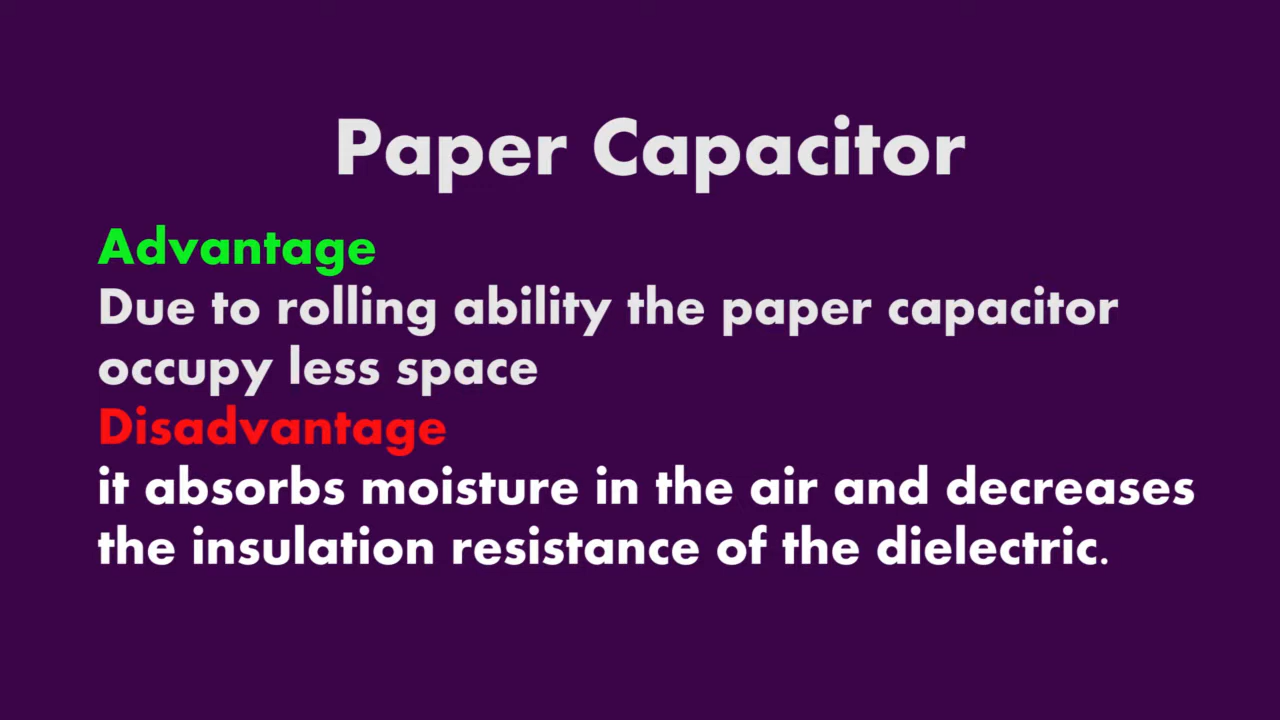 Paper Capacitor
Advantage
Due to rolling ability the paper capacitor
occupy less space
Disadvantage
it absorbs moisture in the air and decreases
the insulation resistance of the dielectric.